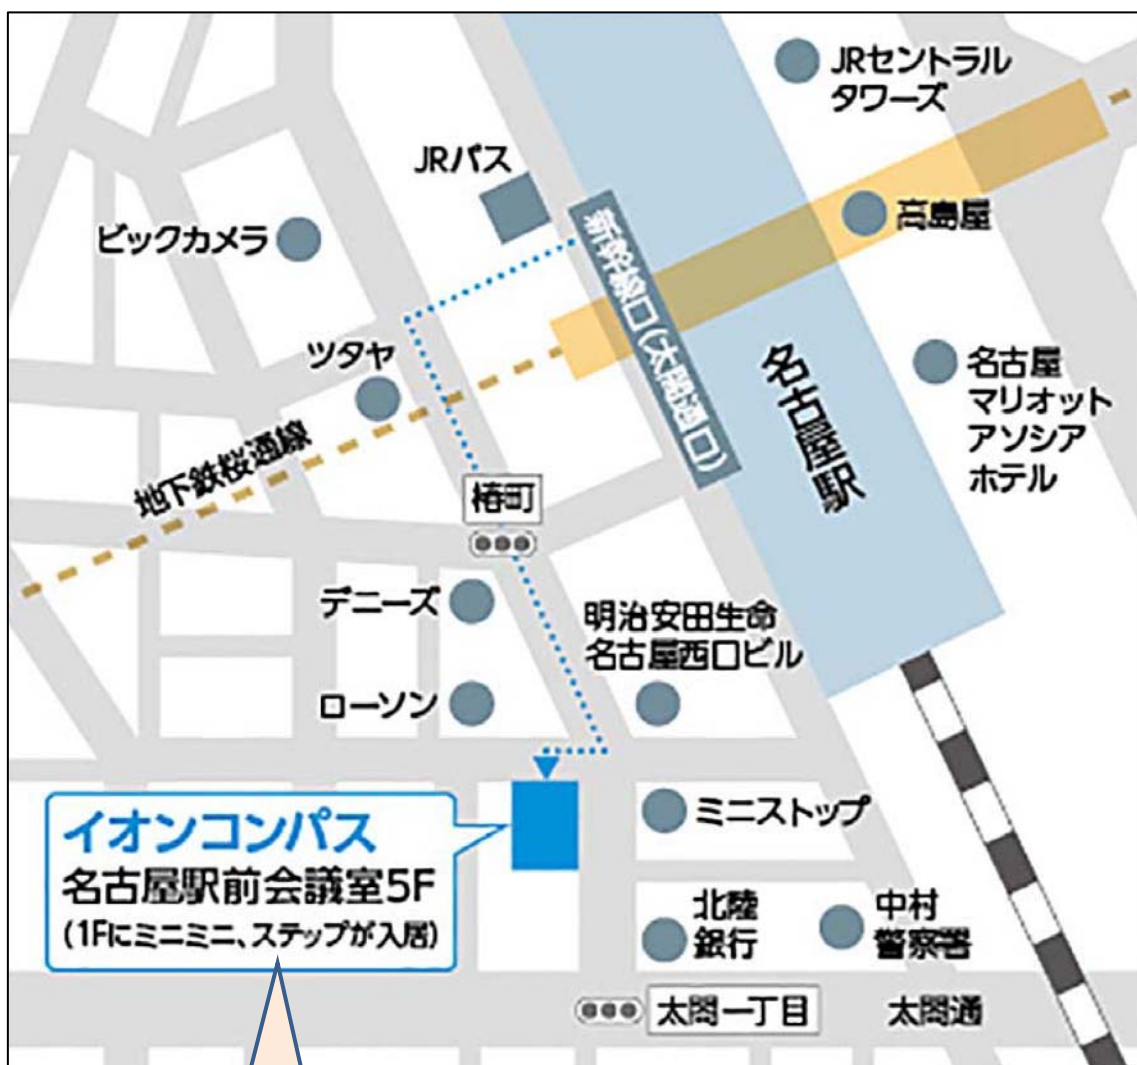 JRセントラル
タワーズ
JRバス
ビックカメラ
髙島屋
新幹線口(太閤通口)
ツタヤ
名古屋駅
名古屋
マリオット
アソシア
ホテル
地下鉄桜通線
椿町
デニーズ
明治安田生命
名古屋西口ビル
ローソン
イオンコンパス
名古屋駅前会議室5F
(1Fにミニミニ、ステップが入居)
ミニストップ
北陸
銀行
中村
警察署
太閤一丁目
太閤通